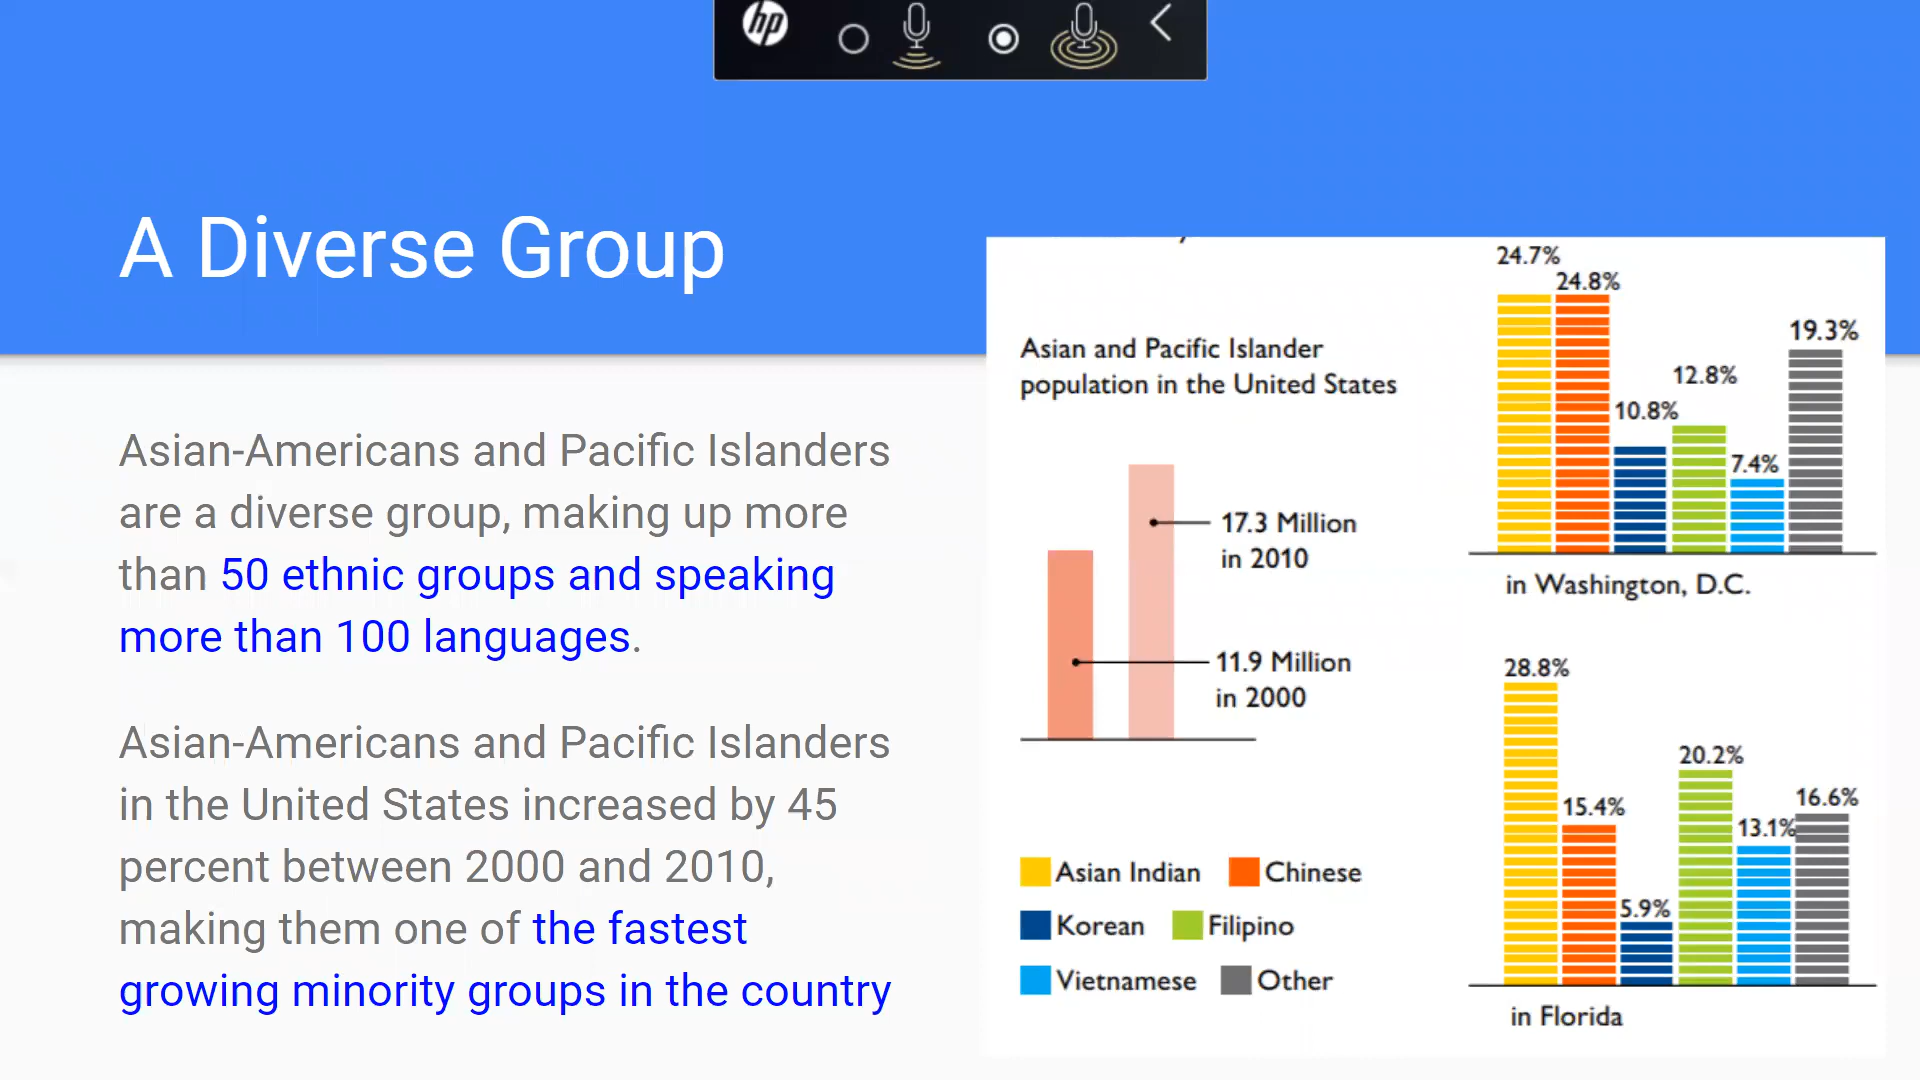 hp
A Diverse Group
Asian-Americans and Pacific Islanders
are a diverse group, making up more
than 50 ethnic groups and speaking
more than 100 languages.
Asian-Americans and Pacific Islanders
in the United States increased by 45
percent between 2000 and 2010,
making them one of the fastest
growing minority groups in the country
Asian and Pacific Islander
population in the United States
17.3 Million
in 2010
11.9 Million
in 2000
Asian Indian
Chinese
Korean
Filipino
Vietnamese
Other
24.7%
24.8%
10.8%
12.8%
7.4%
19.3%
in Washington, D.C.
28.8%
15.4%
5.9%
20.2%
13.1%
16.6%
in Florida